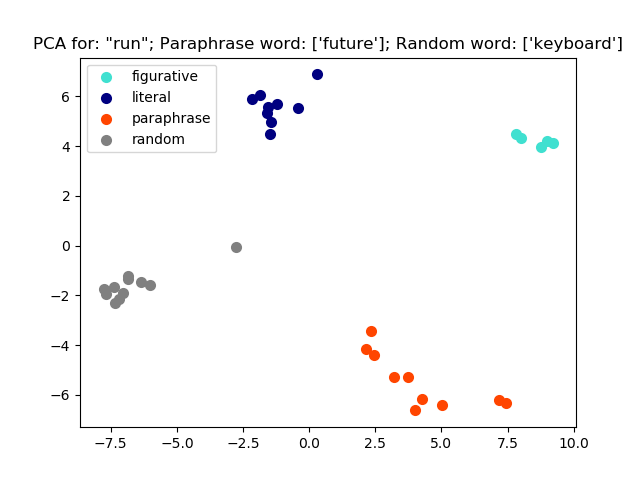 PCA for: "run"; Paraphrase word: ['future']; Random word: ['keyboard']
figurative
literal
paraphrase
random
6
4
2
0
−2
−4
−6
−7.5 −5.0 −2.5 0.0 2.5 5.0 7.5 10.0